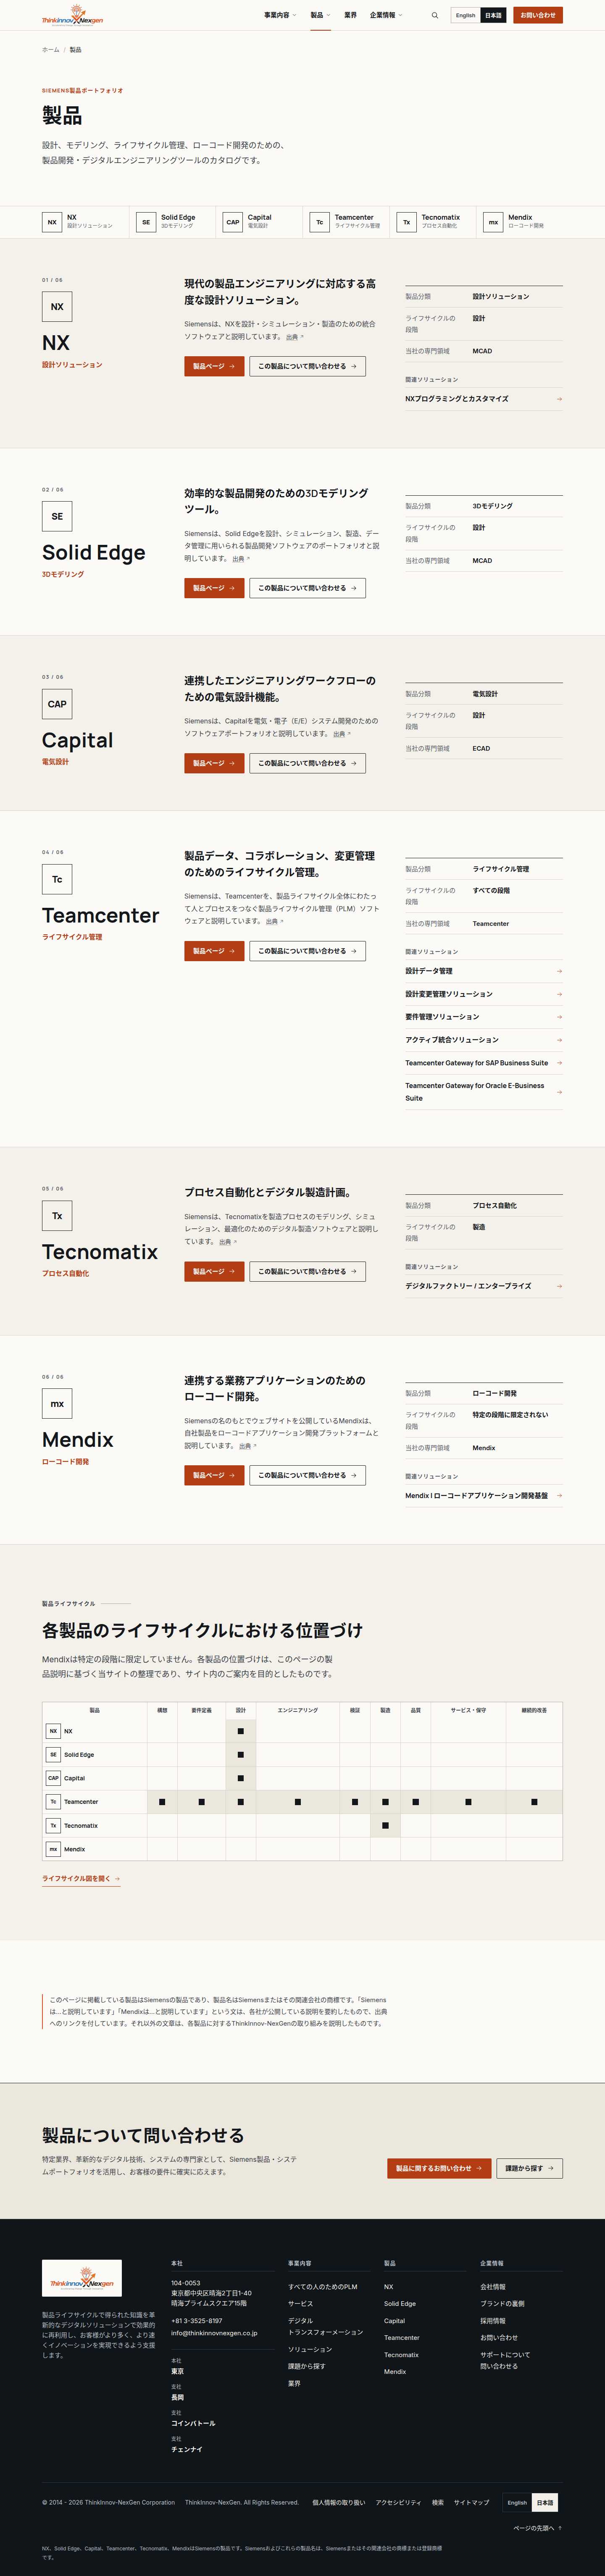 ThinkInnov Nexgen
事業内容
製品
業界
企業情報
English
日本語
お問い合わせ
ホーム / 製品
SIEMENS製品ポートフォリオ
製品
設計、モデリング、ライフサイクル管理、ローコード開発のための、
製品開発・デジタルエンジニアリングツールのカタログです。
NX NX
設計ソリューション
SE Solid Edge
3Dモデリング
CAP Capital
電気設計
Tc Teamcenter
ライフサイクル管理
Tx Tecnomatix
プロセス自動化
mx Mendix
ローコード開発
01 / 06
NX
NX
設計ソリューション
現代の製品エンジニアリングに対応する高
度な設計ソリューション。
Siemensは、NXを設計・シミュレーション・製造のための統合
ソフトウェアと説明しています。 出典 ↗
製品ページ →
この製品について問い合わせる →
製品分類 設計ソリューション
ライフサイクルの
段階 設計
当社の専門領域 MCAD
関連ソリューション
NXプログラミングとカスタマイズ →
02 / 06
SE
Solid Edge
3Dモデリング
効率的な製品開発のための3Dモデリング
ツール。
Siemensは、Solid Edgeを設計、シミュレーション、製造、デー
タ管理に用いられる製品開発ソフトウェアのポートフォリオと説
明しています。 出典 ↗
製品ページ →
この製品について問い合わせる →
製品分類 3Dモデリング
ライフサイクルの
段階 設計
当社の専門領域 MCAD
03 / 06
CAP
Capital
電気設計
連携したエンジニアリングワークフローの
ための電気設計機能。
Siemensは、Capitalを電気・電子（E/E）システム開発のための
ソフトウェアポートフォリオと説明しています。 出典 ↗
製品ページ →
この製品について問い合わせる →
製品分類 電気設計
ライフサイクルの
段階 設計
当社の専門領域 ECAD
04 / 06
Tc
Teamcenter
ライフサイクル管理
製品データ、コラボレーション、変更管理
のためのライフサイクル管理。
Siemensは、Teamcenterを、製品ライフサイクル全体にわたっ
て人とプロセスをつなぐ製品ライフサイクル管理（PLM）ソフト
ウェアと説明しています。 出典 ↗
製品ページ →
この製品について問い合わせる →
製品分類 ライフサイクル管理
ライフサイクルの
段階 すべての段階
当社の専門領域 Teamcenter
関連ソリューション
設計データ管理 →
設計変更管理ソリューション →
要件管理ソリューション →
アクティブ統合ソリューション →
Teamcenter Gateway for SAP Business Suite →
Teamcenter Gateway for Oracle E-Business
Suite →
05 / 06
Tx
Tecnomatix
プロセス自動化
プロセス自動化とデジタル製造計画。
Siemensは、Tecnomatixを製造プロセスのモデリング、シミュ
レーション、最適化のためのデジタル製造ソフトウェアと説明し
ています。 出典 ↗
製品ページ →
この製品について問い合わせる →
製品分類 プロセス自動化
ライフサイクルの
段階 製造
関連ソリューション
デジタルファクトリー / エンタープライズ →
06 / 06
mx
Mendix
ローコード開発
連携する業務アプリケーションのための
ローコード開発。
Siemensの名のもとでウェブサイトを公開しているMendixは、
自社製品をローコードアプリケーション開発プラットフォームと
説明しています。 出典 ↗
製品ページ →
この製品について問い合わせる →
製品分類 ローコード開発
ライフサイクルの
段階 特定の段階に限定されない
当社の専門領域 Mendix
関連ソリューション
Mendix | ローコードアプリケーション開発基盤 →
製品ライフサイクル
各製品のライフサイクルにおける位置づけ
Mendixは特定の段階に限定していません。各製品の位置づけは、このページの製
品説明に基づく当サイトの整理であり、サイト内のご案内を目的としたものです。
製品 構想 要件定義 設計 エンジニアリング 検証 製造 品質 サービス・保守 継続的改善
NX NX
SE Solid Edge
CAP Capital
Tc Teamcenter
Tx Tecnomatix
mx Mendix
ライフサイクル図を開く →
このページに掲載している製品はSiemensの製品であり、製品名はSiemensまたはその関連会社の商標です。「Siemens
は…と説明しています」「Mendixは…と説明しています」という文は、各社が公開している説明を要約したもので、出典
へのリンクを付しています。それ以外の文章は、各製品に対するThinkInnov-NexGenの取り組みを説明したものです。
製品について問い合わせる
特定業界、革新的なデジタル技術、システムの専門家として、Siemens製品・システ
ムポートフォリオを活用し、お客様の要件に確実に応えます。
製品に関するお問い合わせ →
課題から探す →
ThinkInnov Nexgen
製品ライフサイクルで得られた知識を革
新的なデジタルソリューションで効果的
に再利用し、お客様がより多く、より速
くイノベーションを実現できるよう支援
します。
本社
104-0053
東京都中央区晴海2丁目1-40
晴海プライムスクエア15階
+81 3-3525-8197
info@thinkinnovnexgen.co.jp
本社
東京
支社
長岡
支社
コインバトール
支社
チェンナイ
事業内容
すべての人のためのPLM
サービス
デジタル
トランスフォーメーション
ソリューション
課題から探す
業界
製品
NX
Solid Edge
Capital
Teamcenter
Tecnomatix
Mendix
企業情報
会社情報
ブランドの裏側
採用情報
お問い合わせ
サポートについて
問い合わせる
© 2014 - 2026 ThinkInnov-NexGen Corporation
ThinkInnov-NexGen. All Rights Reserved.
個人情報の取り扱い
アクセシビリティ
検索
サイトマップ
English
日本語
ページの先頭へ ↑
NX、Solid Edge、Capital、Teamcenter、Tecnomatix、MendixはSiemensの製品です。Siemensおよびこれらの製品名は、Siemensまたはその関連会社の商標または登録商標
です。